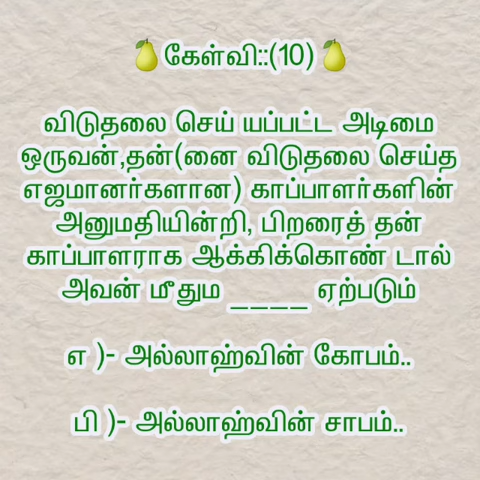 🍐கேள்வி::(10)🍐
விடுதலை செய் யப்பட்ட அடிமை
ஒருவன்,தன்(னை விடுதலை செய்த
எஜமானர்களான) காப்பாளர்களின்
அனுமதியின்றி, பிறரைத் தன்
காப்பாளராக ஆக்கிக்கொண் டால்
அவன் மீதும ____ ஏற்படும்
எ )- அல்லாஹ்வின் கோபம்..
பி )- அல்லாஹ்வின் சாபம்..